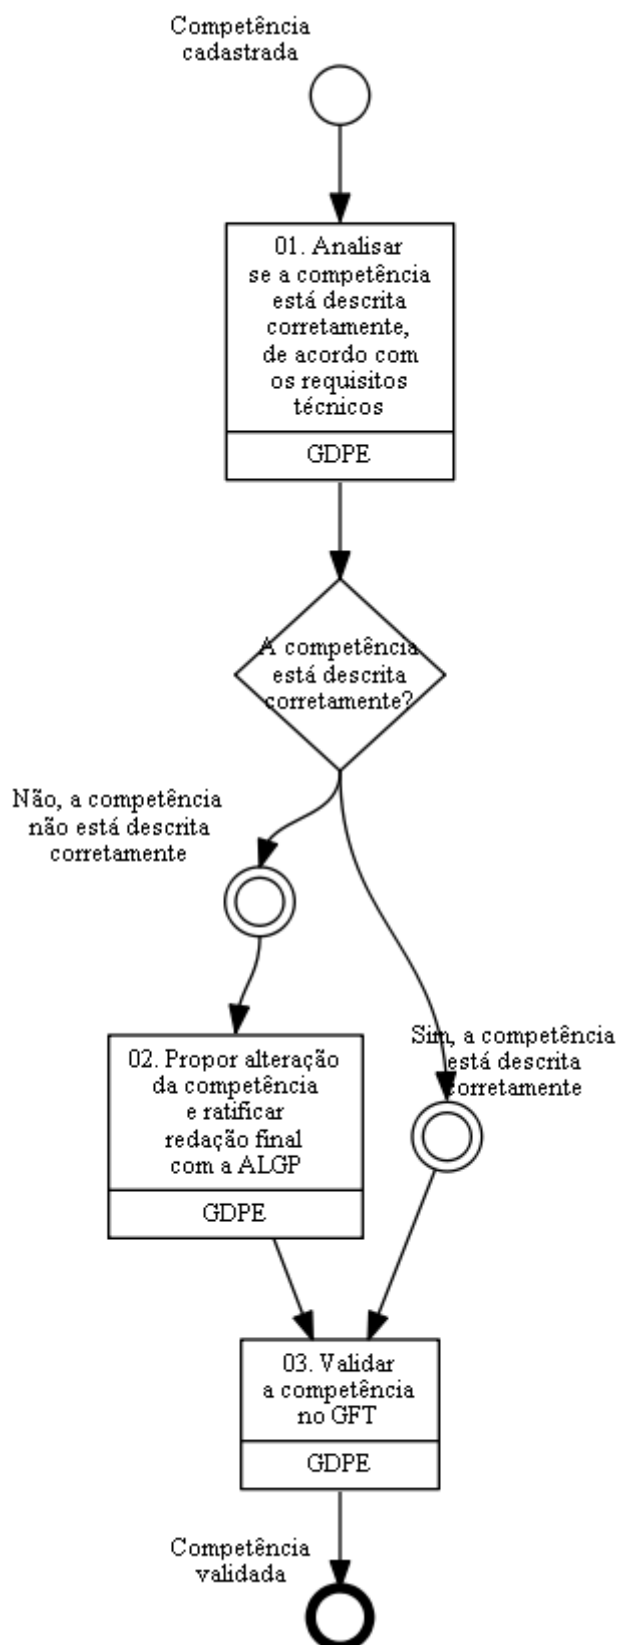 Competência
cadastrada
01. Analisar
se a competência
está descrita
corretamente,
de acordo com
os requisitos
técnicos
GDPE
A competência
está descrita
corretamente?
Não, a competência
não está descrita
corretamente
02. Propor alteração
da competência
e ratificar
redação final
com a ALGP
GDPE
Sim, a competência
está descrita
corretamente
03. Validar
a competência
no GFT
GDPE
Competência
validada